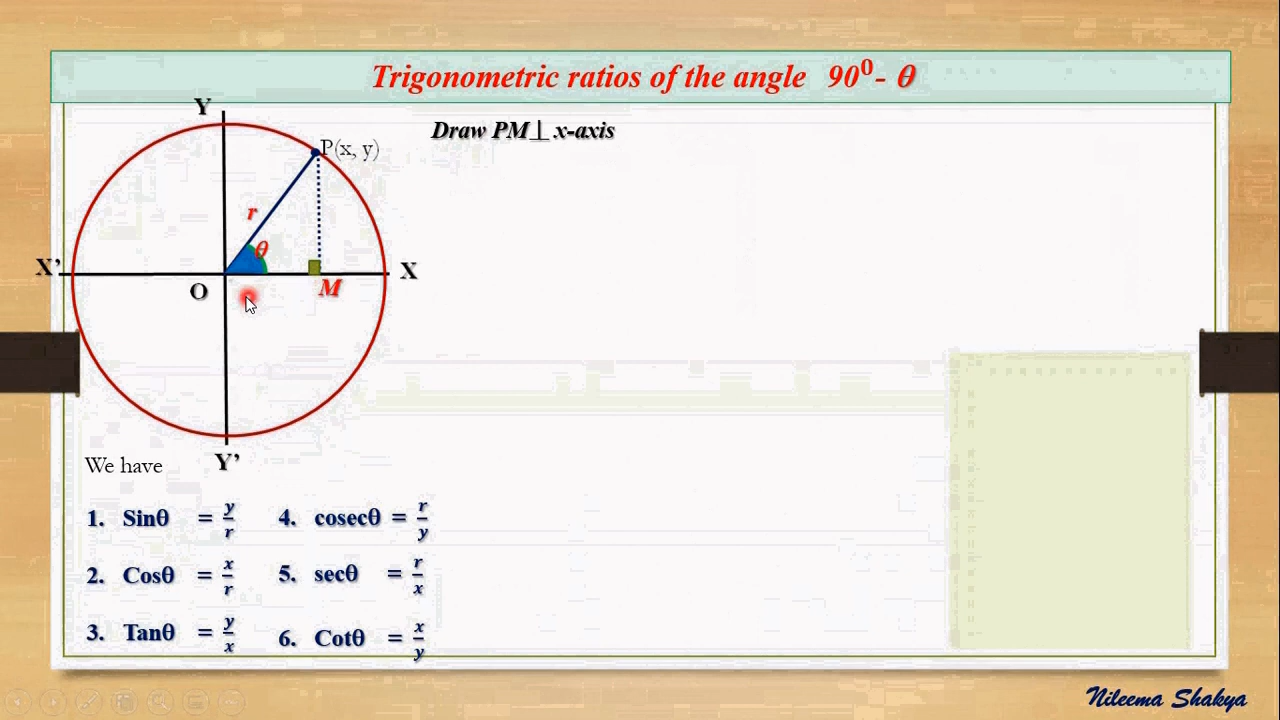 Trigonometric ratios of the angle 90⁰- θ
Y
P(x, y)
Draw PM⊥ x-axis
r
θ
X’
X
O
M
Y’
We have
1. Sinθ = y/r
4. cosecθ = r/y
2. Cosθ = x/r
5. secθ = r/x
3. Tanθ = y/x
6. Cotθ = x/y
Nileema Shakya